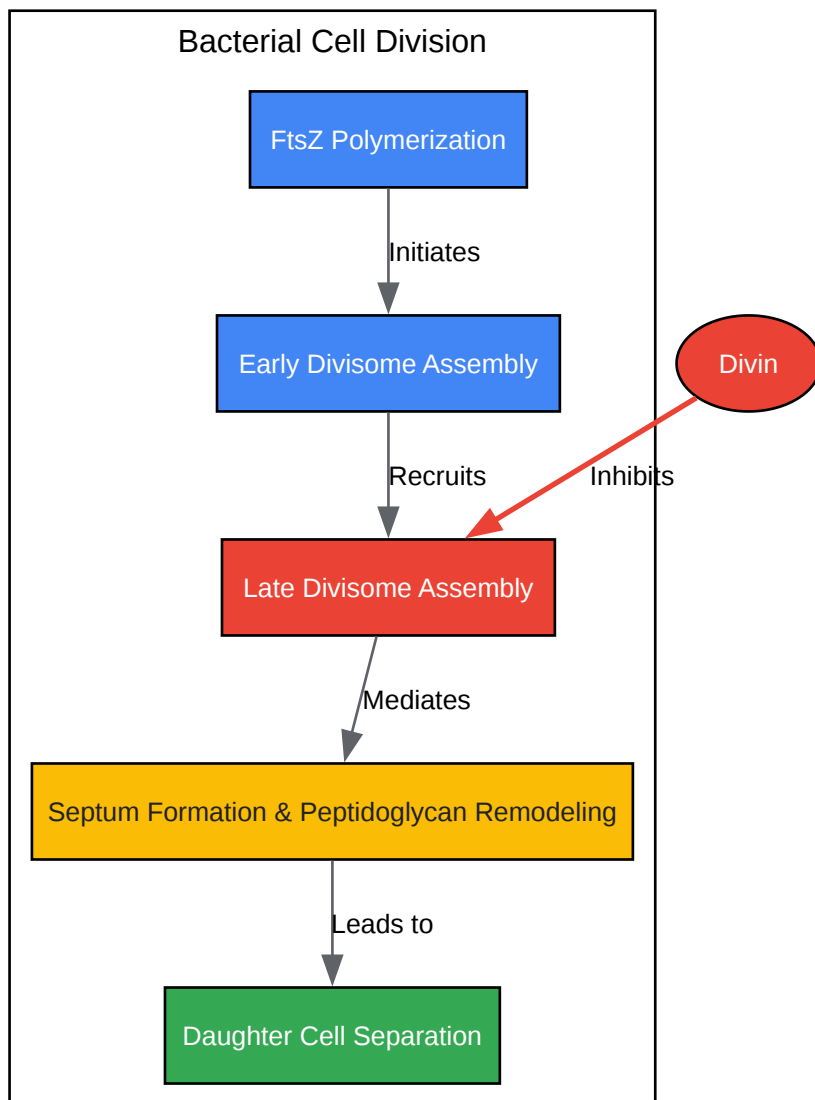 Bacterial Cell Division
FtsZ Polymerization
Initiates
Early Divisome Assembly
Divin
Recruits
Inhibits
Late Divisome Assembly
Mediates
Septum Formation & Peptidoglycan Remodeling
Leads to
Daughter Cell Separation